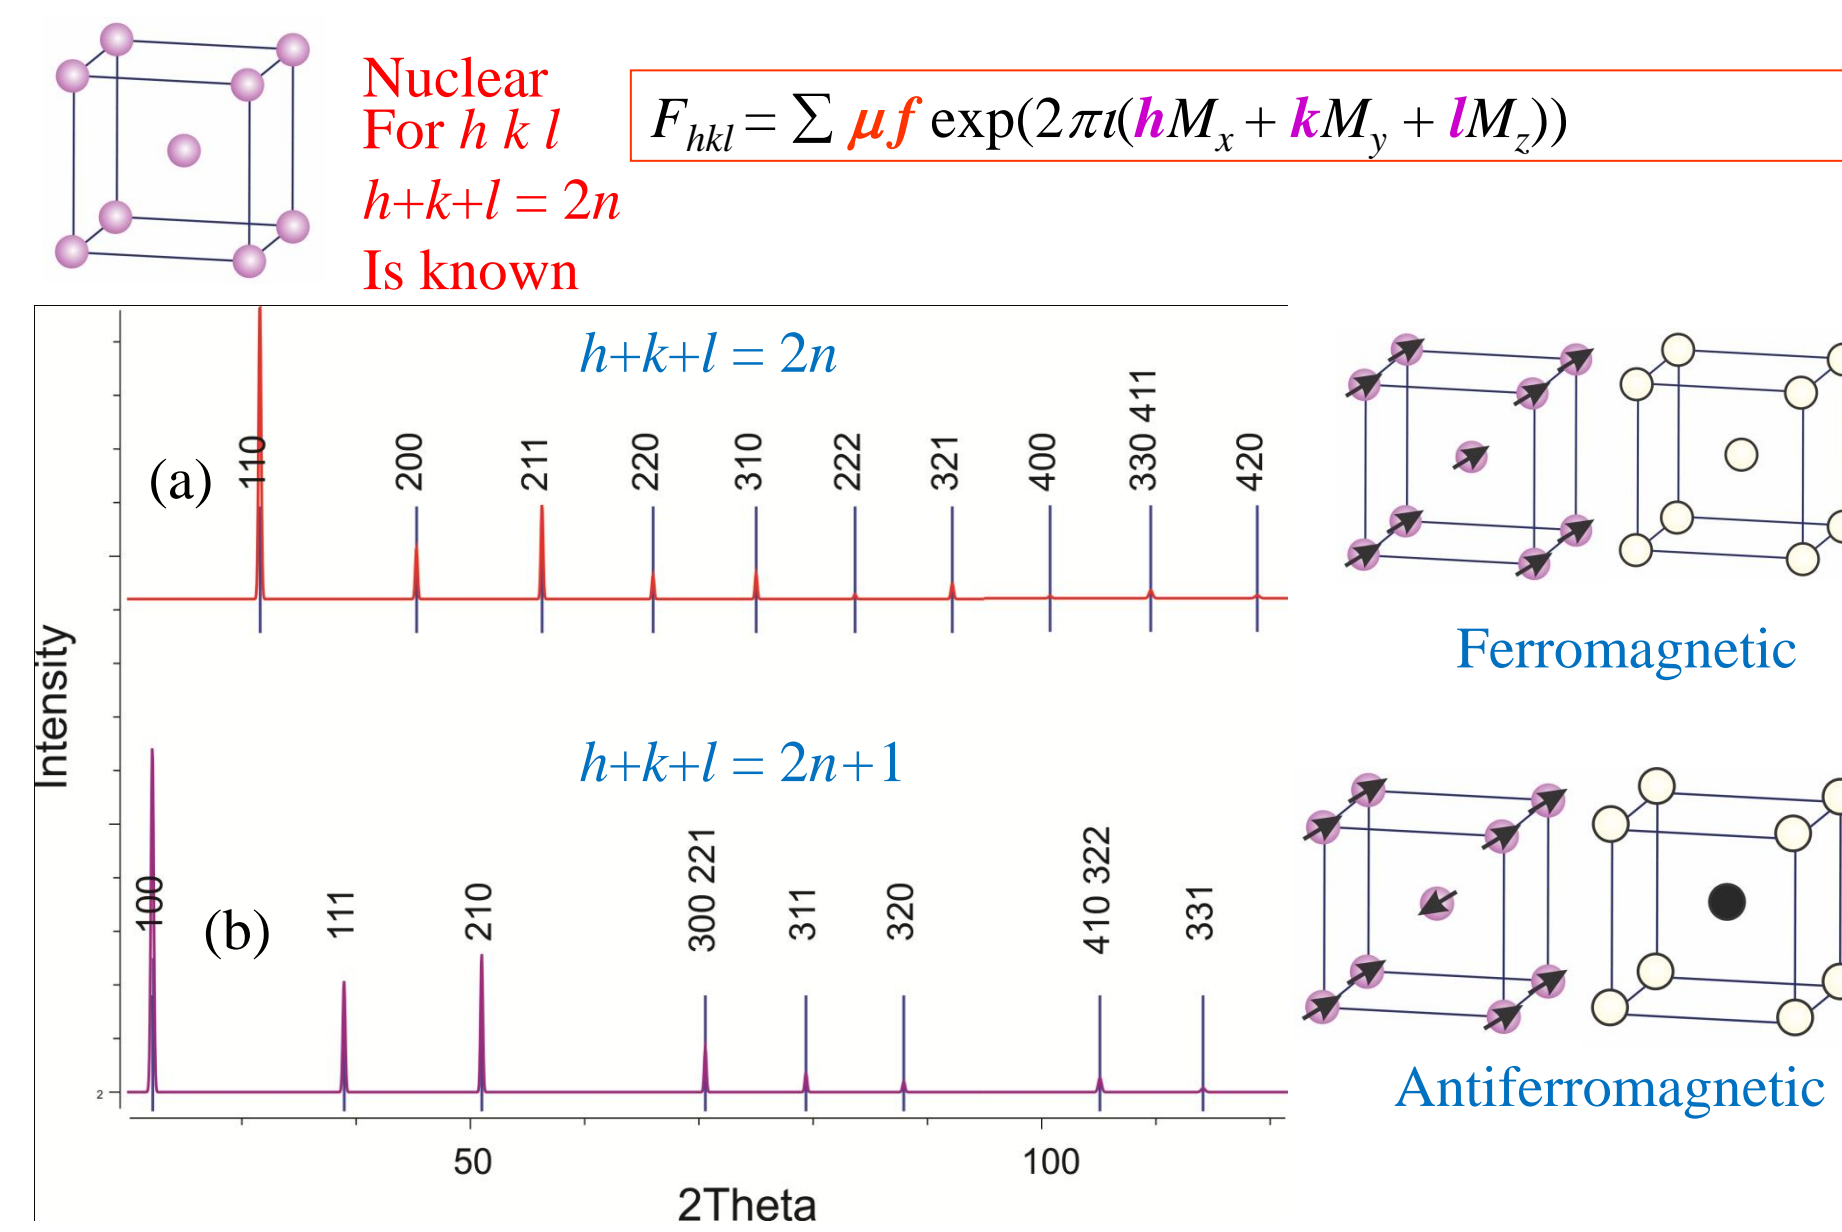 Nuclear
For h k l
h+k+l = 2n
Is known
F_hkl = ∑ μf exp(2πι(hM_x + kM_y + lM_z))
h+k+l = 2n
(a)
110
200
211
220
310
222
321
400
330 411
420
Ferromagnetic
Intensity
h+k+l = 2n+1
(b)
100
111
210
300 221
311
320
410 322
331
Antiferromagnetic
2
50
100
2Theta